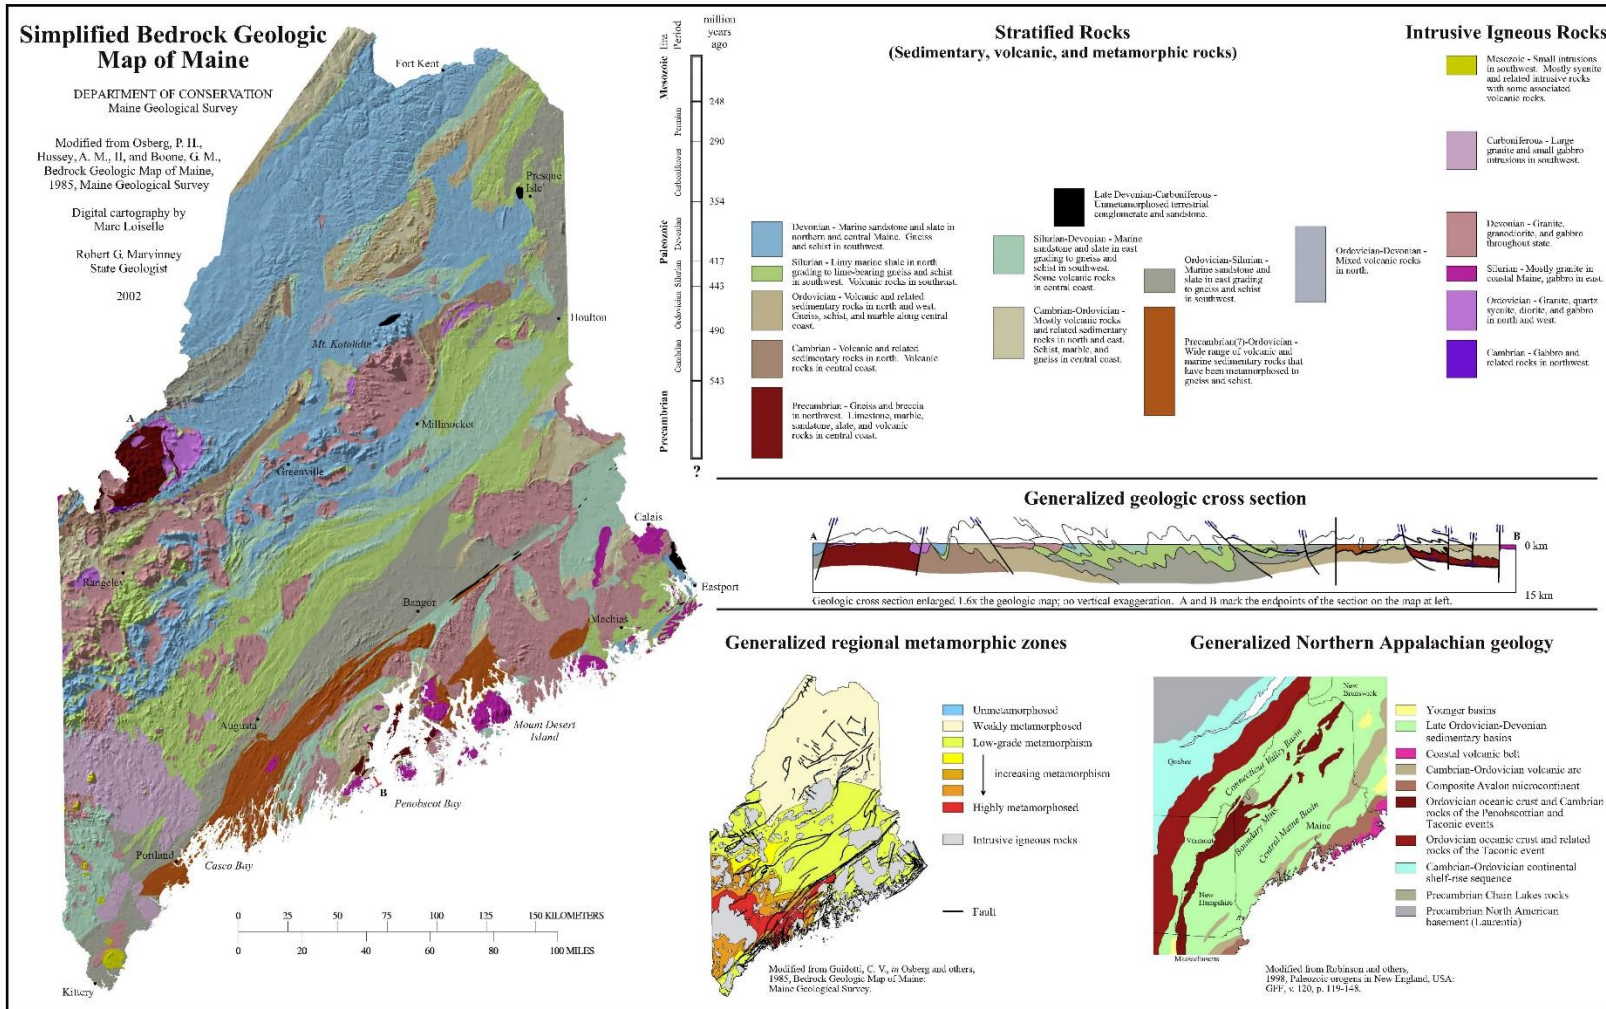 Simplified Bedrock Geologic
Map of Maine
DEPARTMENT OF CONSERVATION
Maine Geological Survey
Modified from Osberg, P. H.,
Hussey, A. M., II, and Boone, G. M.,
Bedrock Geologic Map of Maine,
1985, Maine Geological Survey
Digital cartography by
Marc Loiselle
Robert G. Marvinney
State Geologist
2002
Fort Kent
Presque
Isle
Houlton
Mt. Katahdin
Millinocket
A
Greenville
Calais
Rangeley
Eastport
Bangor
Machias
Augusta
Mount Desert
Island
B
Penobscot Bay
Portland
Casco Bay
Kittery
0 25 50 75 100 125 150 KILOMETERS
0 20 40 60 80 100 MILES
Era
Period
million
years
ago
Mesozoic
Paleozoic
Precambrian
Permian
Carboniferous
Devonian
Silurian
Ordovician
Cambrian
248
290
354
417
443
490
543
?
Stratified Rocks
(Sedimentary, volcanic, and metamorphic rocks)
Devonian - Marine sandstone and slate in
northern and central Maine. Gneiss
and schist in southwest.
Silurian - Limy marine shale in north
grading to lime-bearing gneiss and schist
in southwest. Volcanic rocks in southeast.
Ordovician - Volcanic and related
sedimentary rocks in north and west.
Gneiss, schist, and marble along central
coast.
Cambrian - Volcanic and related
sedimentary rocks in north. Volcanic
rocks in central coast.
Precambrian - Gneiss and breccia
in northwest. Limestone, marble,
sandstone, slate, and volcanic
rocks in central coast.
Late Devonian-Carboniferous -
Unmetamorphosed terrestrial
conglomerate and sandstone.
Silurian-Devonian - Marine
sandstone and slate in east
grading to gneiss and
schist in southwest.
Some volcanic rocks
in central coast.
Cambrian-Ordovician -
Mostly volcanic rocks
and related sedimentary
rocks in north and east.
Schist, marble, and
gneiss in central coast.
Ordovician-Silurian -
Marine sandstone and
slate in east grading
to gneiss and schist
in southwest.
Precambrian(?)-Ordovician -
Wide range of volcanic and
marine sedimentary rocks that
have been metamorphosed to
gneiss and schist.
Ordovician-Devonian -
Mixed volcanic rocks
in north.
Intrusive Igneous Rocks
Mesozoic - Small intrusions
in southwest. Mostly syenite
and related intrusive rocks
with some associated
volcanic rocks.
Carboniferous - Large
granite and small gabbro
intrusions in southwest.
Devonian - Granite,
granodiorite, and gabbro
throughout state.
Silurian - Mostly granite in
coastal Maine, gabbro in east.
Ordovician - Granite, quartz
syenite, diorite, and gabbro
in north and west.
Cambrian - Gabbro and
related rocks in northwest.
Generalized geologic cross section
A
B
0 km
15 km
Geologic cross section enlarged 1.6x the geologic map; no vertical exaggeration. A and B mark the endpoints of the section on the map at left.
Generalized regional metamorphic zones
Unmetamorphosed
Weakly metamorphosed
Low-grade metamorphism
increasing metamorphism
Highly metamorphosed
Intrusive igneous rocks
Fault
Modified from Guidotti, C. V., in Osberg and others,
1985, Bedrock Geologic Map of Maine:
Maine Geological Survey.
Generalized Northern Appalachian geology
New
Brunswick
Quebec
Connecticut Valley Basin
Boundary Mtns.
Central Maine Basin
Maine
Vermont
New
Hampshire
Massachusetts
Younger basins
Late Ordovician-Devonian
sedimentary basins
Coastal volcanic belt
Cambrian-Ordovician volcanic arc
Composite Avalon microcontinent
Ordovician oceanic crust and Cambrian
rocks of the Penobscottian and
Taconic events
Ordovician oceanic crust and related
rocks of the Taconic event
Cambrian-Ordovician continental
shelf-rise sequence
Precambrian Chain Lakes rocks
Precambrian North American
basement (Laurentia)
Modified from Robinson and others,
1998, Paleozoic orogens in New England, USA:
GFF, v. 120, p. 119-148.